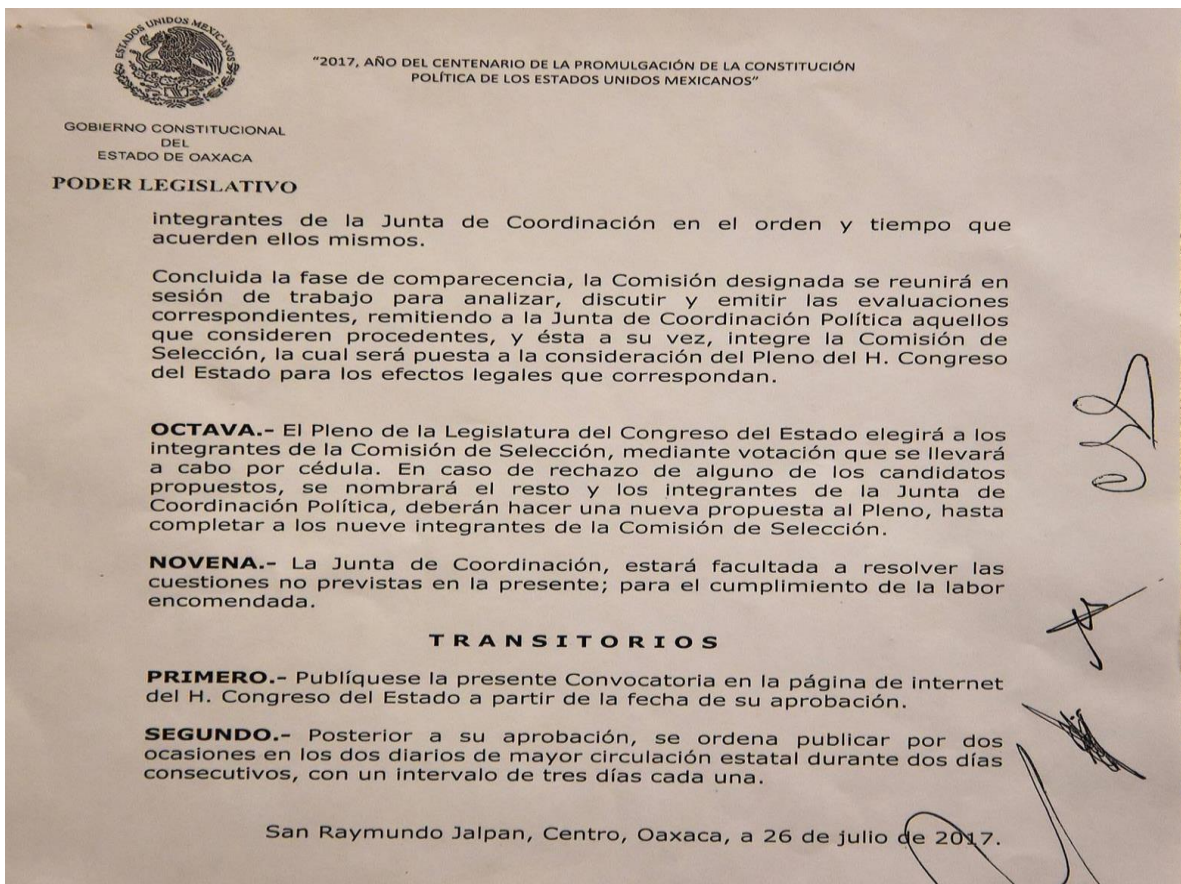 ESTADOS UNIDOS MEXICANOS
"2017, AÑO DEL CENTENARIO DE LA PROMULGACIÓN DE LA CONSTITUCIÓN
POLÍTICA DE LOS ESTADOS UNIDOS MEXICANOS"
GOBIERNO CONSTITUCIONAL
DEL
ESTADO DE OAXACA
PODER LEGISLATIVO
integrantes de la Junta de Coordinación en el orden y tiempo que
acuerden ellos mismos.
Concluida la fase de comparecencia, la Comisión designada se reunirá en
sesión de trabajo para analizar, discutir y emitir las evaluaciones
correspondientes, remitiendo a la Junta de Coordinación Política aquellos
que consideren procedentes, y ésta a su vez, integre la Comisión de
Selección, la cual será puesta a la consideración del Pleno del H. Congreso
del Estado para los efectos legales que correspondan.
OCTAVA.- El Pleno de la Legislatura del Congreso del Estado elegirá a los
integrantes de la Comisión de Selección, mediante votación que se llevará
a cabo por cédula. En caso de rechazo de alguno de los candidatos
propuestos, se nombrará el resto y los integrantes de la Junta de
Coordinación Política, deberán hacer una nueva propuesta al Pleno, hasta
completar a los nueve integrantes de la Comisión de Selección.
NOVENA.- La Junta de Coordinación, estará facultada a resolver las
cuestiones no previstas en la presente; para el cumplimiento de la labor
encomendada.
TRANSITORIOS
PRIMERO.- Publíquese la presente Convocatoria en la página de internet
del H. Congreso del Estado a partir de la fecha de su aprobación.
SEGUNDO.- Posterior a su aprobación, se ordena publicar por dos
ocasiones en los dos diarios de mayor circulación estatal durante dos días
consecutivos, con un intervalo de tres días cada una.
San Raymundo Jalpan, Centro, Oaxaca, a 26 de julio de 2017.